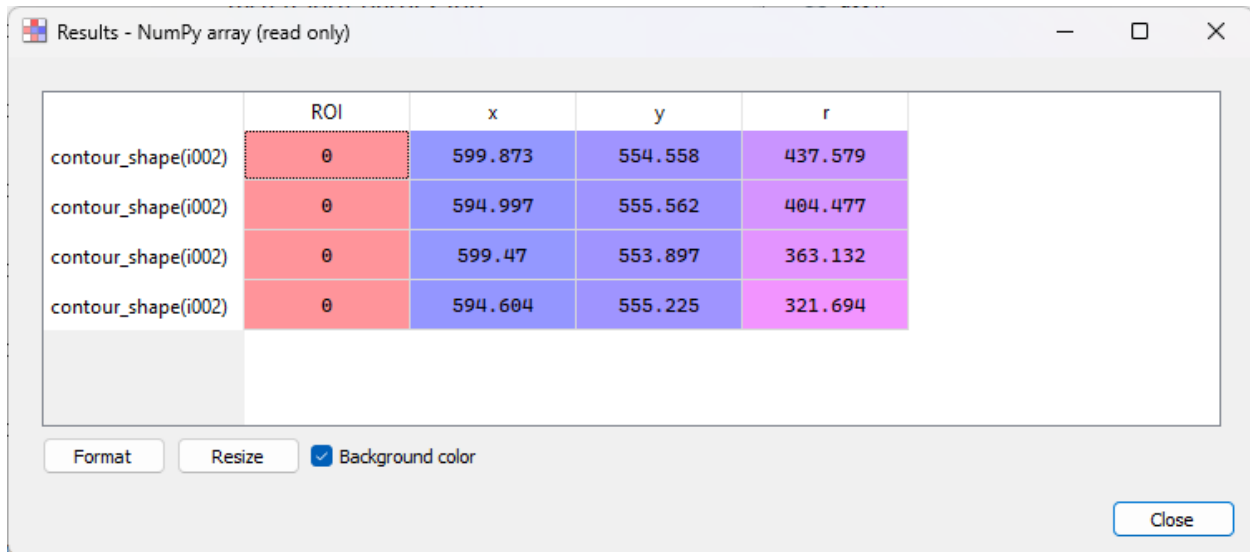 Results - NumPy array (read only)
ROI x y r
contour_shape(i002) 0 599.873 554.558 437.579
contour_shape(i002) 0 594.997 555.562 404.477
contour_shape(i002) 0 599.47 553.897 363.132
contour_shape(i002) 0 594.604 555.225 321.694
Format Resize Background color
Close